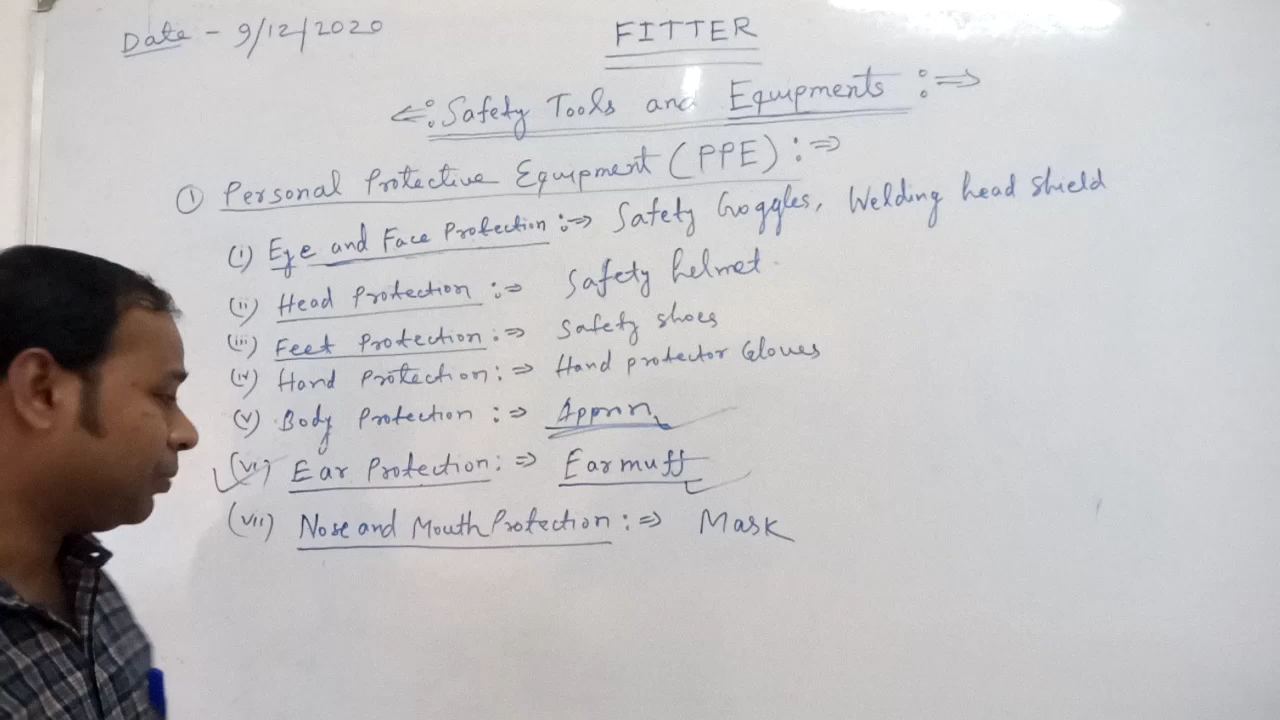 Date - 9/12/2020
FITTER
<=: Safety Tools and Equipments :=>
① Personal Protective Equipment (PPE) :=>
(i) Eye and Face Protection :=> Safety Goggles, Welding head shield
(ii) Head Protection :=> Safety helmet.
(iii) Feet Protection :=> Safety shoes
(iv) Hand Protection :=> Hand protector Gloves
(v) Body Protection :=> Appron
(vi) Ear Protection :=> Earmuff
(vii) Nose and Mouth Protection :=> Mask